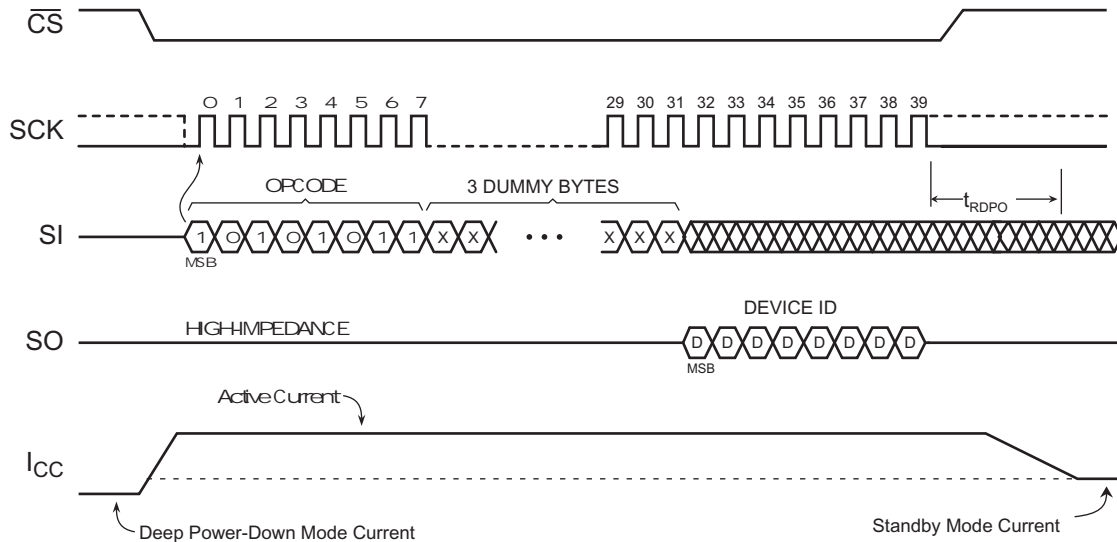 CS
SCK
0 1 2 3 4 5 6 7
29 30 31 32 33 34 35 36 37 38 39
OPCODE
3 DUMMY BYTES
tRDPO
SI
1 0 1 0 1 0 1 1 X X
• • •
X X X
MSB
DEVICE ID
HIGH-IMPEDANCE
SO
D D D D D D D D
MSB
Active Current
ICC
Deep Power-Down Mode Current
Standby Mode Current